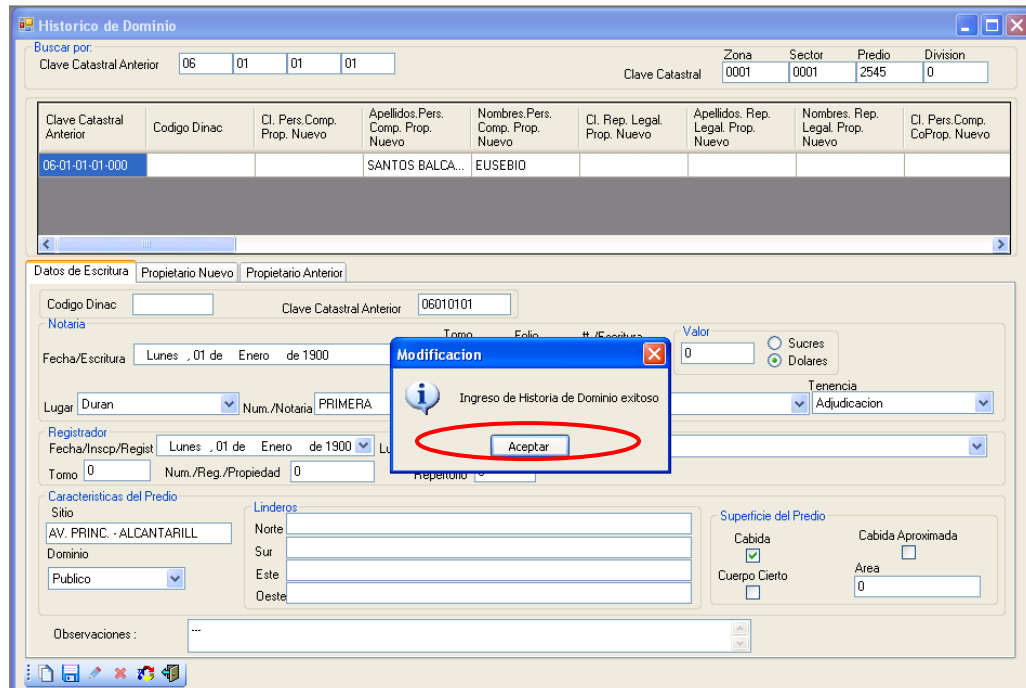 Historico de Dominio
Buscar por:
Clave Catastral Anterior 06 01 01 01
Zona Sector Predio Division
Clave Catastral 0001 0001 2545 0
Clave Catastral Anterior Codigo Dinac CI. Pers.Comp. Prop. Nuevo Apellidos.Pers. Comp. Prop. Nuevo Nombres.Pers. Comp. Prop. Nuevo CI. Rep. Legal. Prop. Nuevo Apellidos. Rep. Legal. Prop. Nuevo Nombres. Rep. Legal. Prop. Nuevo CI. Pers.Comp. CoProp. Nuevo
06-01-01-01-000 SANTOS BALCA... EUSEBIO
Datos de Escritura Propietario Nuevo Propietario Anterior
Codigo Dinac Clave Catastral Anterior 06010101
Notaria Tomo Folio #./Escritura Valor
Fecha/Escritura Lunes , 01 de Enero de 1900 0 Sucres
Dolares
Modificacion
Ingreso de Historia de Dominio exitoso
Aceptar
Tenencia
Lugar Duran Num./Notaria PRIMERA Adjudicacion
Registrador
Fecha/Inscp/Regist Lunes , 01 de Enero de 1900
Tomo 0 Num./Reg./Propiedad 0 Repertorio
Caracteristicas del Predio
Sitio
AV. PRINC. - ALCANTARILL
Dominio
Publico
Linderos
Norte
Sur
Este
Oeste
Superficie del Predio
Cabida Cabida Aproximada
Cuerpo Cierto Area
0
Observaciones : ---